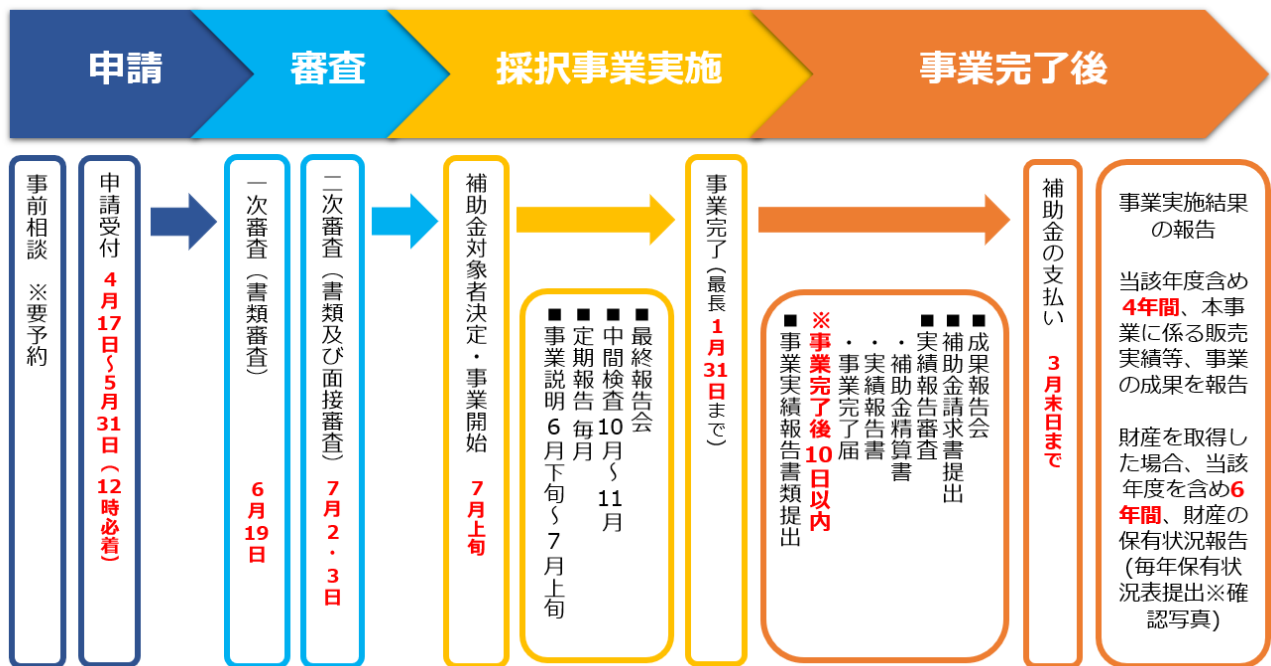 申請
審査
採択事業実施
事業完了後
事前相談　※要予約
申請受付　4月17日～5月31日（12時必着）
一次審査（書類審査）　6月19日
二次審査（書類及び面接審査）7月2・3日
補助金対象者決定・事業開始　7月上旬
■事業説明 6月下旬～7月上旬
■定期報告 毎月
■中間検査10月～11月
■最終報告会
事業完了（最長1月31日まで）
■事業実績報告書類提出
※事業完了後10日以内
・事業完了届
・実績報告書
・補助金精算書
■実績報告審査
■補助金請求書提出
■成果報告会
補助金の支払い　3月末日まで
事業実施結果
の報告
当該年度含め
4年間、本事
業に係る販売
実績等、事業
の成果を報告
財産を取得し
た場合、当該
年度を含め6
年間、財産の
保有状況報告
(毎年保有状
況表提出※確
認写真)